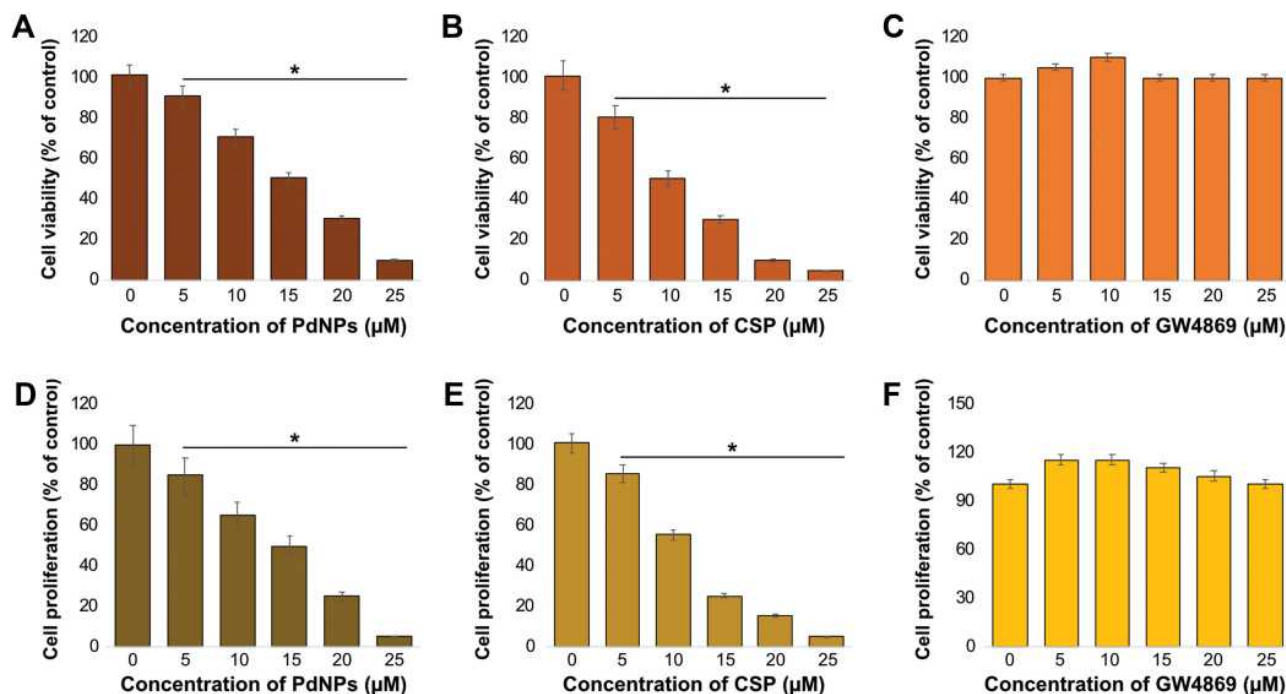 A
Cell viability (% of control)
120
100
80
60
40
20
0
*
0 5 10 15 20 25
Concentration of PdNPs (µM)
B
Cell viability (% of control)
120
100
80
60
40
20
0
*
0 5 10 15 20 25
Concentration of CSP (µM)
C
Cell viability (% of control)
120
100
80
60
40
20
0
0 5 10 15 20 25
Concentration of GW4869 (µM)
D
Cell proliferation (% of control)
120
100
80
60
40
20
0
*
0 5 10 15 20 25
Concentration of PdNPs (µM)
E
Cell proliferation (% of control)
120
100
80
60
40
20
0
*
0 5 10 15 20 25
Concentration of CSP (µM)
F
Cell proliferation (% of control)
150
120
90
60
30
0
0 5 10 15 20 25
Concentration of GW4869 (µM)